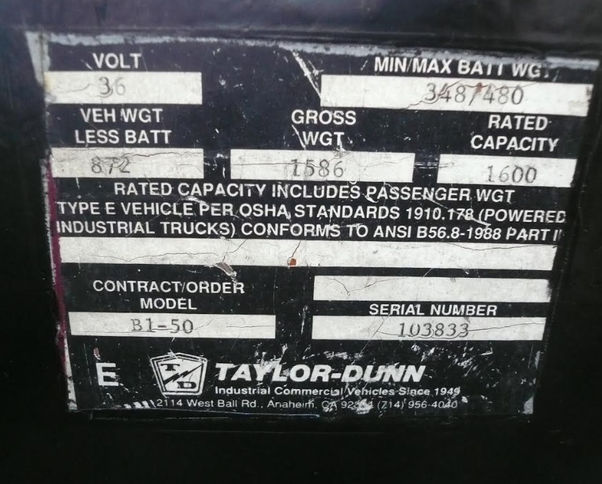 VOLT
MIN/MAX BATT WGT
36
348/480
VEH WGT
LESS BATT
GROSS
WGT
RATED
CAPACITY
872
1586
1600
RATED CAPACITY INCLUDES PASSENGER WGT
TYPE E VEHICLE PER OSHA STANDARDS 1910.178 (POWERED
INDUSTRIAL TRUCKS) CONFORMS TO ANSI B56.8-1988 PART II
CONTRACT/ORDER
MODEL
SERIAL NUMBER
B1-50
103833
E
T/D
TAYLOR-DUNN
Industrial Commercial Vehicles Since 1949
2114 West Ball Rd., Anaheim, CA (714) 956-4040